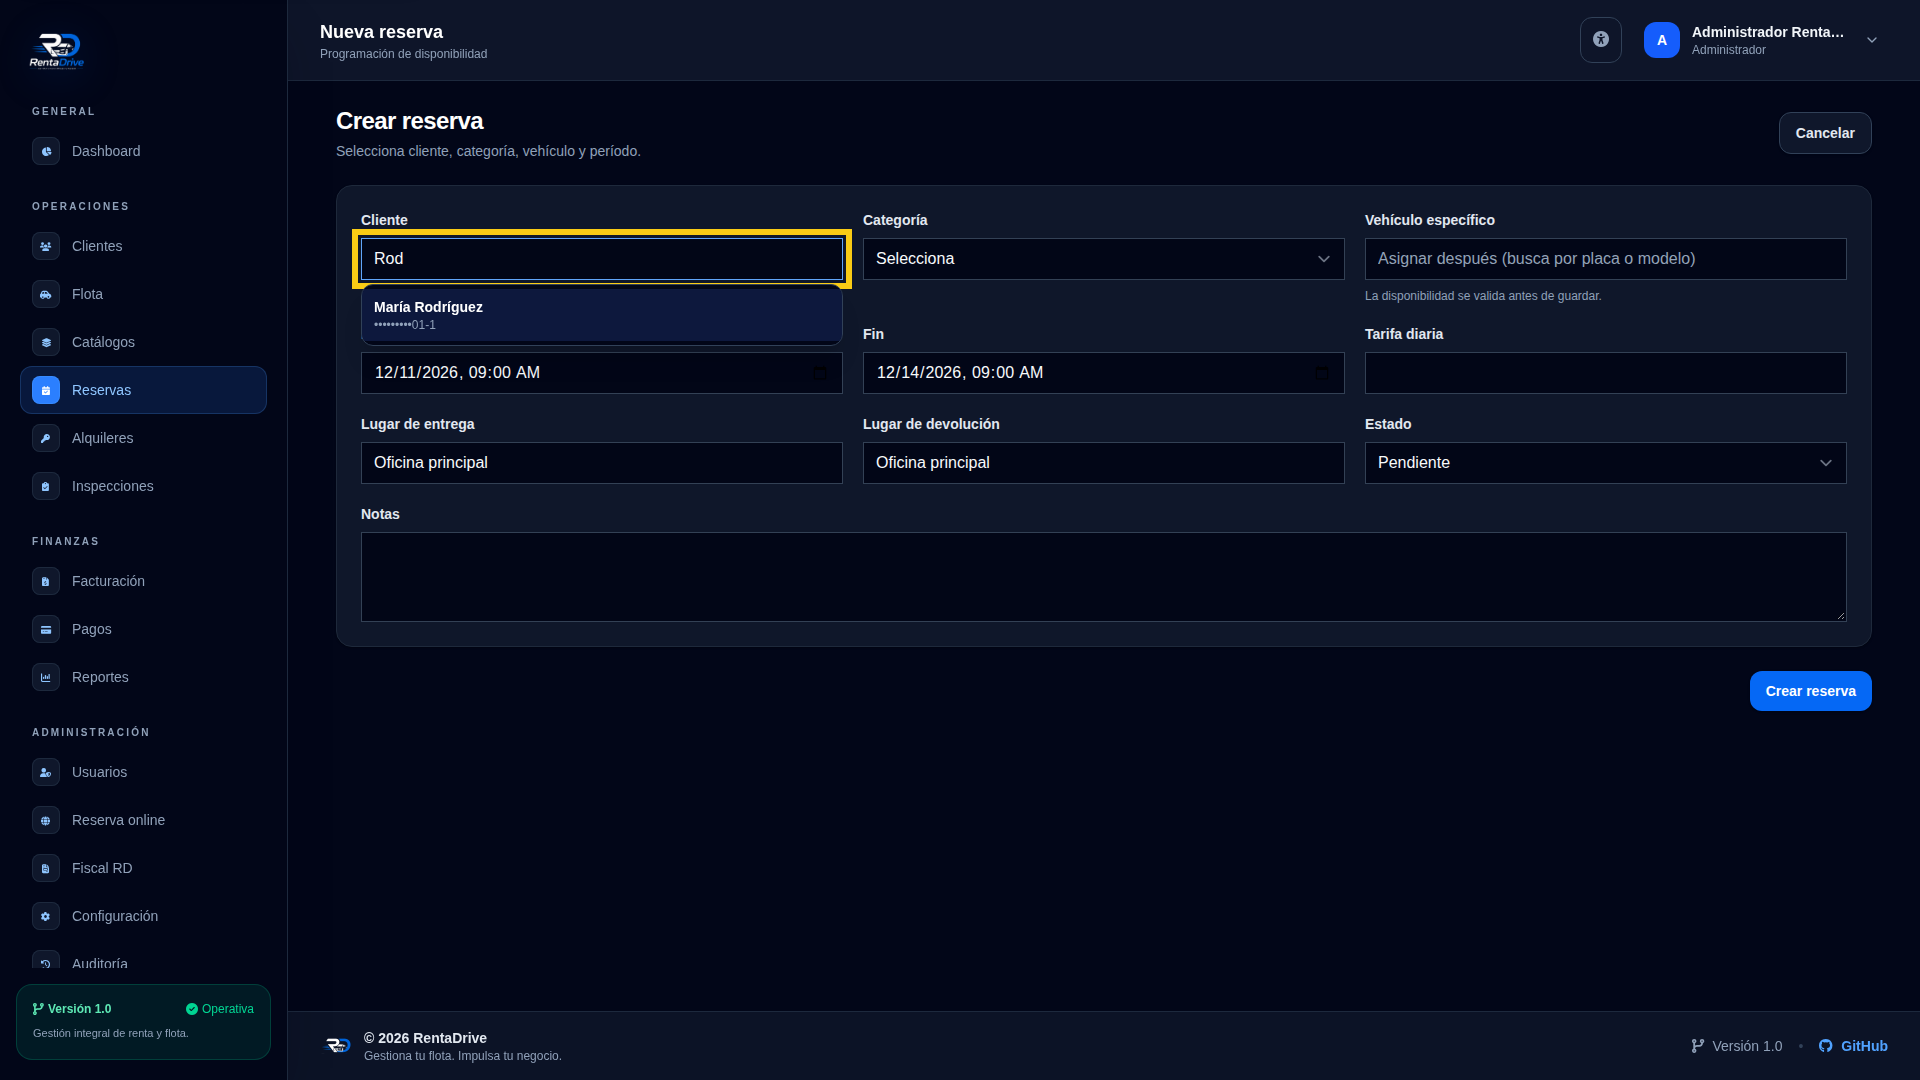 RentaDrive
GENERAL
Dashboard
OPERACIONES
Clientes
Flota
Catálogos
Reservas
Alquileres
Inspecciones
FINANZAS
Facturación
Pagos
Reportes
ADMINISTRACIÓN
Usuarios
Reserva online
Fiscal RD
Configuración
Auditoría
Versión 1.0
Operativa
Gestión integral de renta y flota.
Nueva reserva
Programación de disponibilidad
A
Administrador Renta...
Administrador
Crear reserva
Selecciona cliente, categoría, vehículo y período.
Cancelar
Cliente
Categoría
Vehículo específico
Rod
Selecciona
Asignar después (busca por placa o modelo)
La disponibilidad se valida antes de guardar.
María Rodríguez
•••••••••01-1
Fin
Tarifa diaria
12/11/2026, 09:00 AM
12/14/2026, 09:00 AM
Lugar de entrega
Lugar de devolución
Estado
Oficina principal
Oficina principal
Pendiente
Notas
Crear reserva
© 2026 RentaDrive
Gestiona tu flota. Impulsa tu negocio.
Versión 1.0
•
GitHub